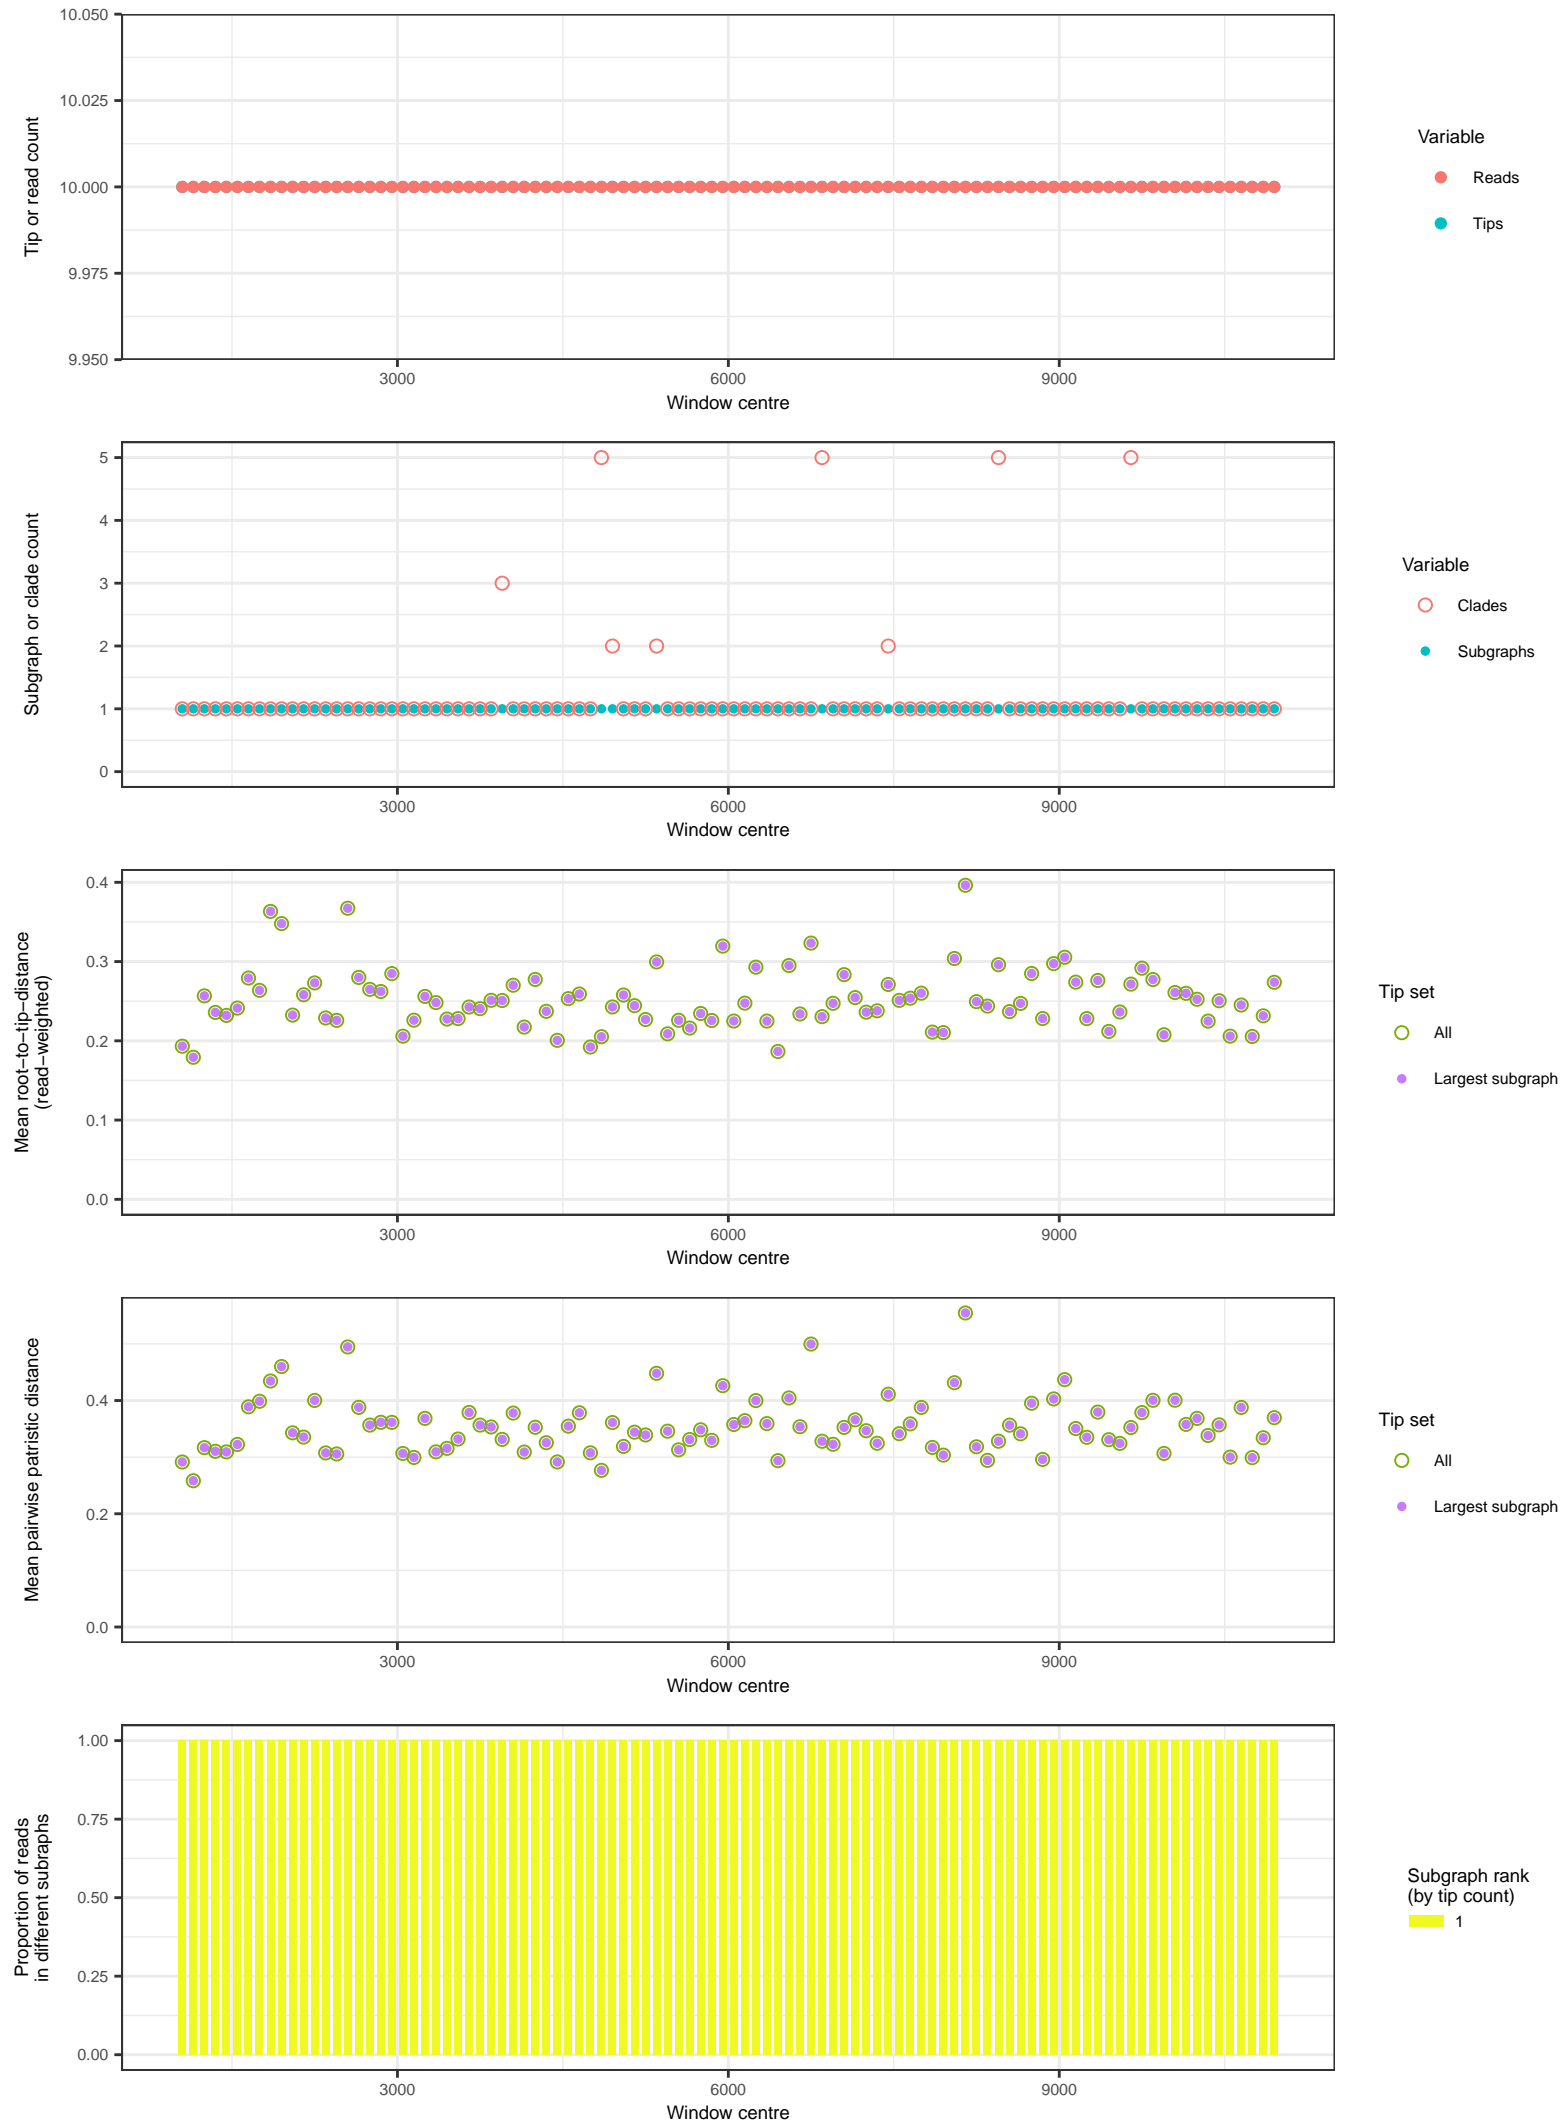 10.050
10.025
10.000
9.975
9.950
Tip or read count
3000
6000
9000
Window centre
Variable
Reads
Tips
5
4
3
2
1
0
Subgraph or clade count
3000
6000
9000
Window centre
Variable
Clades
Subgraphs
0.4
0.3
0.2
0.1
0.0
Mean root−to−tip−distance
(read−weighted)
3000
6000
9000
Window centre
Tip set
All
Largest subgraph
0.4
0.2
0.0
Mean pairwise patristic distance
3000
6000
9000
Window centre
Tip set
All
Largest subgraph
1.00
0.75
0.50
0.25
0.00
Proportion of reads
in different subraphs
3000
6000
9000
Window centre
Subgraph rank
(by tip count)
1